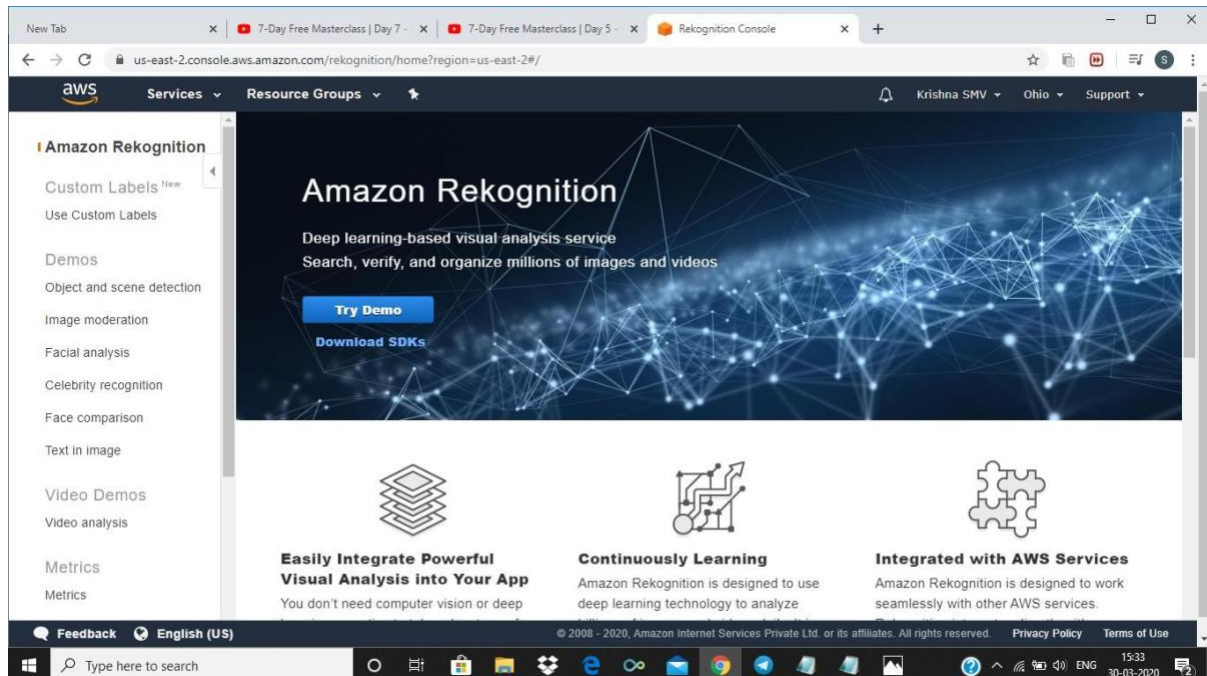 New Tab
7-Day Free Masterclass | Day 7 -
7-Day Free Masterclass | Day 5 -
Rekognition Console
us-east-2.console.aws.amazon.com/rekognition/home?region=us-east-2#/
S
aws
Services
Resource Groups
Krishna SMV
Ohio
Support
Amazon Rekognition
Custom Labels New
Use Custom Labels
Demos
Object and scene detection
Image moderation
Facial analysis
Celebrity recognition
Face comparison
Text in image
Video Demos
Video analysis
Metrics
Metrics
Amazon Rekognition
Deep learning-based visual analysis service
Search, verify, and organize millions of images and videos
Try Demo
Download SDKs
Easily Integrate Powerful
Visual Analysis into Your App
You don't need computer vision or deep
Continuously Learning
Amazon Rekognition is designed to use
deep learning technology to analyze
Integrated with AWS Services
Amazon Rekognition is designed to work
seamlessly with other AWS services.
Feedback
English (US)
© 2008 - 2020, Amazon Internet Services Private Ltd. or its affiliates. All rights reserved.
Privacy Policy
Terms of Use
Type here to search
ENG
15:33
30-03-2020
2